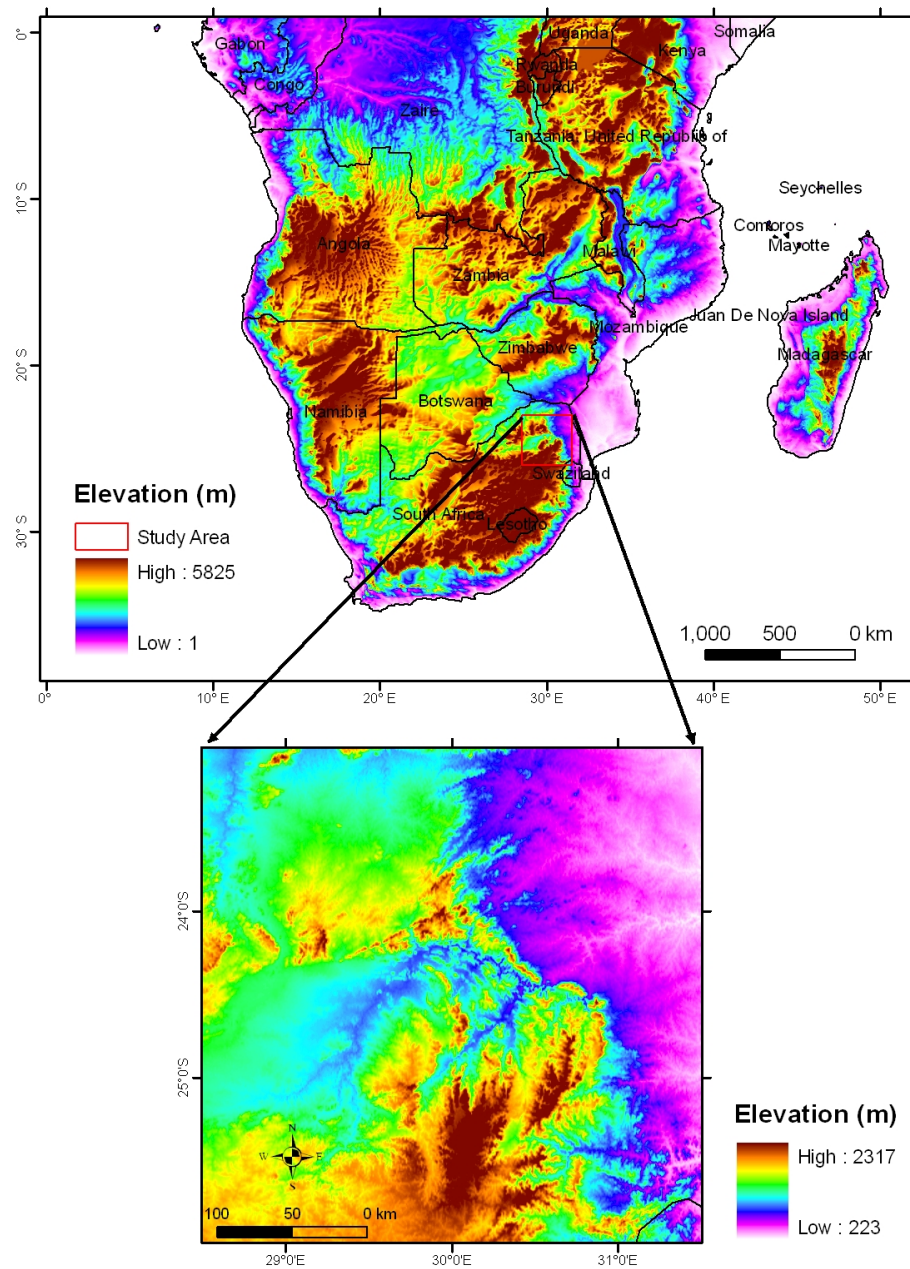 0°
Gabon
Uganda
Somalia
Kenya
Rwanda
Congo
Burundi
Zaire
Tanzania, United Republic of
10° S
Seychelles
Comoros
Mayotte
Angola
Malawi
Zambia
Juan De Nova Island
Mozambique
Zimbabwe
Madagascar
20° S
Botswana
Namibia
Swaziland
Elevation (m)
South Africa
Lesotho
Study Area
30° S
High : 5825
Low : 1
1,000 500 0 km
0° 10° E 20° E 30° E 40° E 50° E
24°0'S
25°0'S
Elevation (m)
N
W E
S
High : 2317
100 50 0 km
Low : 223
29°0'E 30°0'E 31°0'E